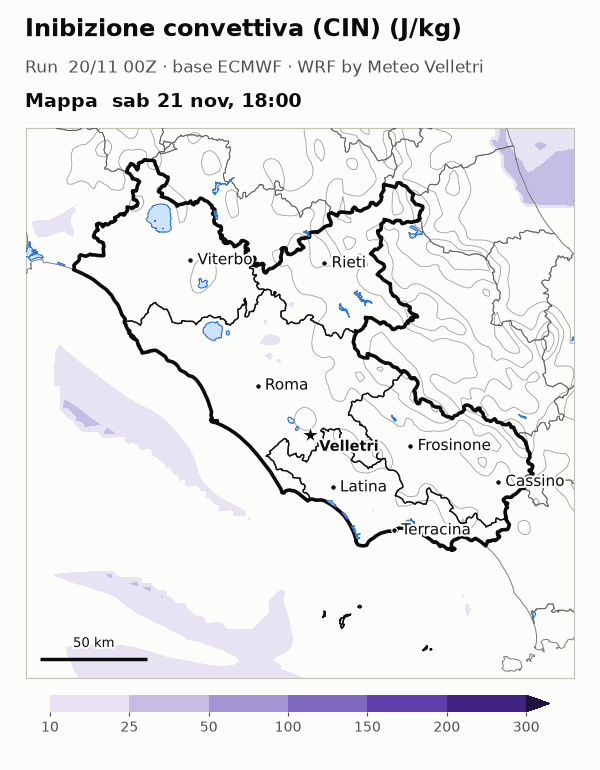 Inibizione convettiva (CIN) (J/kg)
Run  20/11 00Z · base ECMWF · WRF by Meteo Velletri
Mappa  sab 21 nov, 18:00
Viterbo
Rieti
Roma
Velletri
Frosinone
Cassino
Latina
Terracina
50 km
10 25 50 100 150 200 300